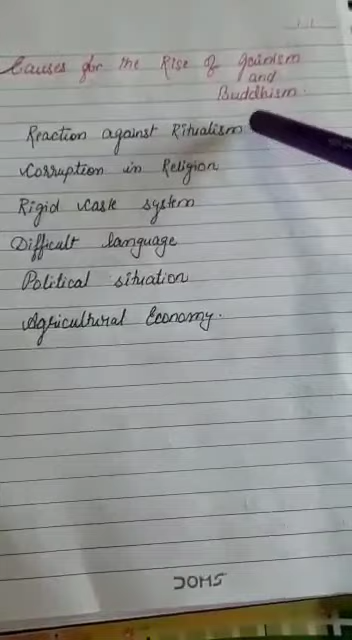 Causes for the Rise of Jainism
and
Buddhism.
Reaction against Ritualism
Corruption in Religion
Rigid caste system
Difficult language
Political situation
Agricultural Economy.
DOMS